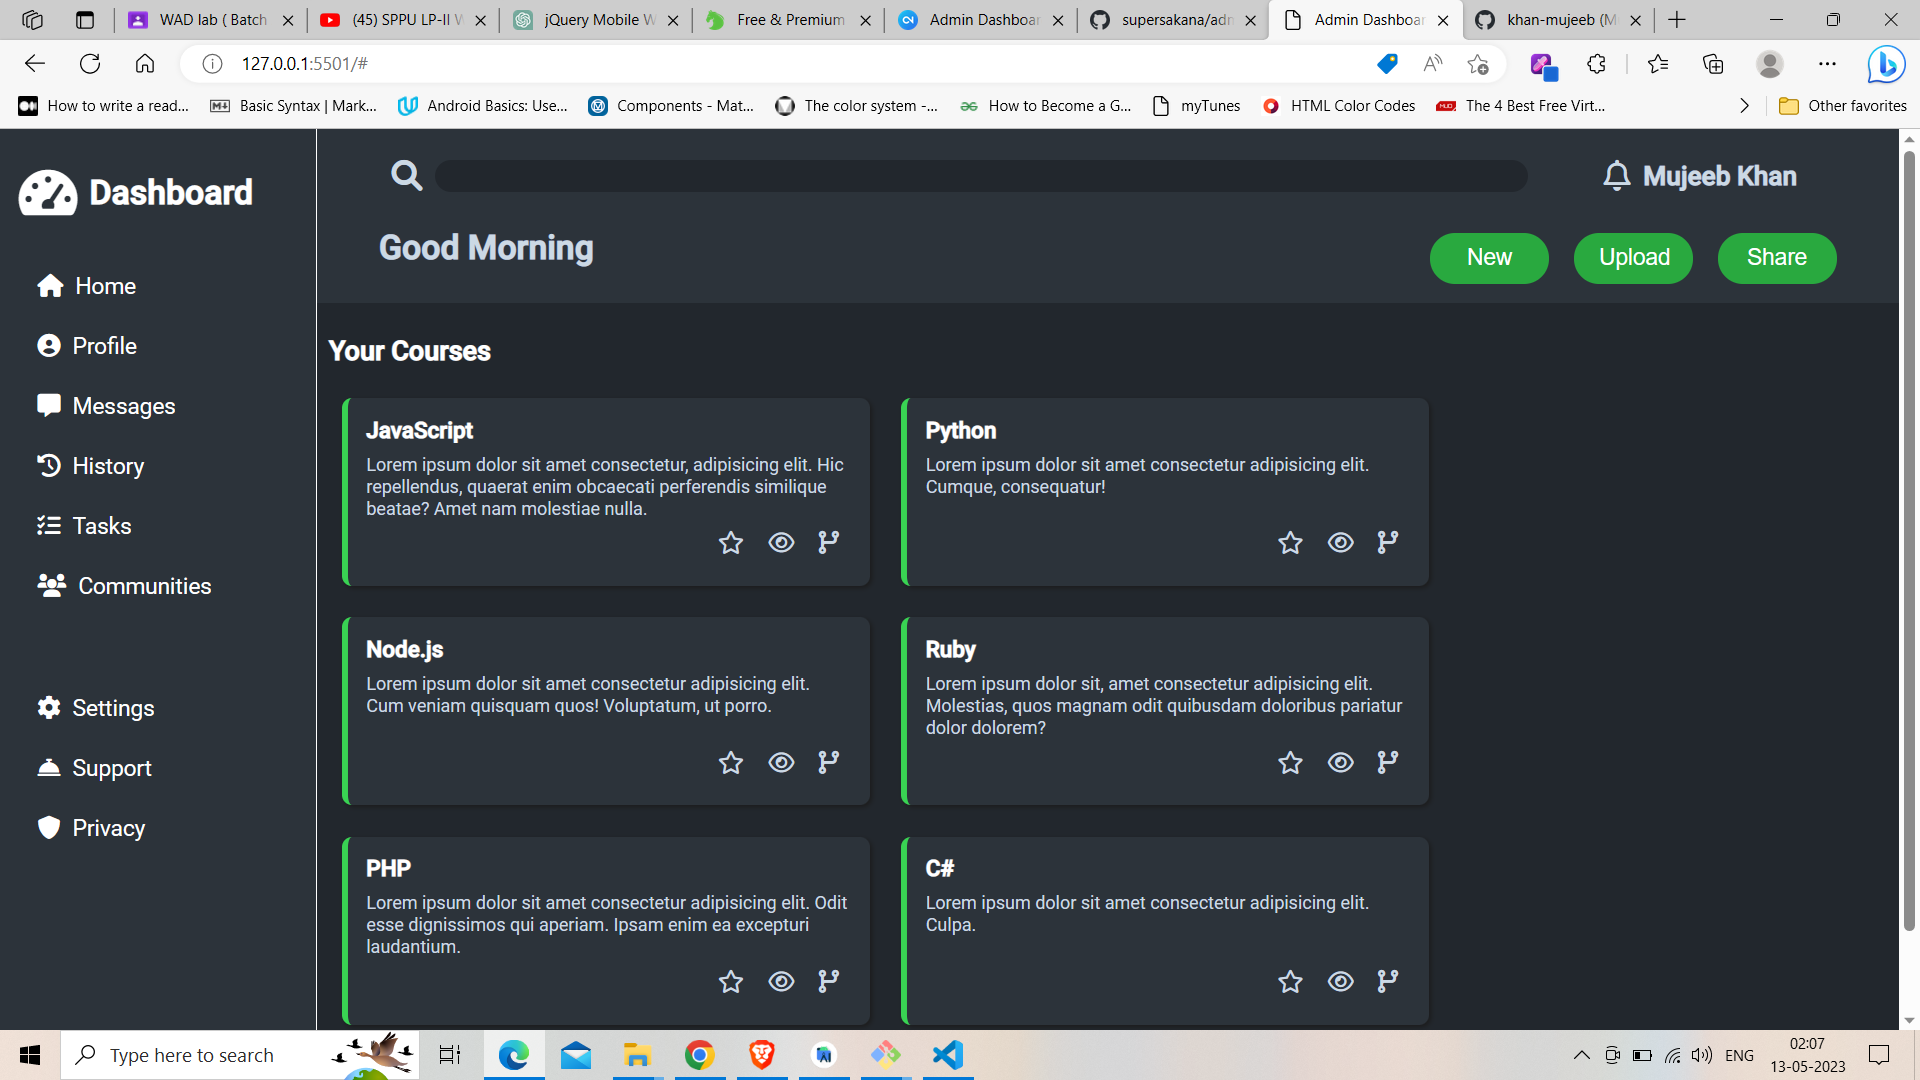 WAD lab ( Batch
(45) SPPU LP-II W
jQuery Mobile W
Free & Premium
Admin Dashboar
supersakana/adm
Admin Dashboar
khan-mujeeb (M
127.0.0.1:5501/#
How to write a read...
Basic Syntax | Mark...
Android Basics: Use...
Components - Mat...
The color system -...
How to Become a G...
myTunes
HTML Color Codes
The 4 Best Free Virt...
Other favorites
Dashboard
Mujeeb Khan
Good Morning
New
Upload
Share
Home
Profile
Messages
History
Tasks
Communities
Settings
Support
Privacy
Your Courses
JavaScript
Lorem ipsum dolor sit amet consectetur, adipisicing elit. Hic
repellendus, quaerat enim obcaecati perferendis similique
beatae? Amet nam molestiae nulla.
Python
Lorem ipsum dolor sit amet consectetur adipisicing elit.
Cumque, consequatur!
Node.js
Lorem ipsum dolor sit amet consectetur adipisicing elit.
Cum veniam quisquam quos! Voluptatum, ut porro.
Ruby
Lorem ipsum dolor sit, amet consectetur adipisicing elit.
Molestias, quos magnam odit quibusdam doloribus pariatur
dolor dolorem?
PHP
Lorem ipsum dolor sit amet consectetur adipisicing elit. Odit
esse dignissimos qui aperiam. Ipsam enim ea excepturi
laudantium.
C#
Lorem ipsum dolor sit amet consectetur adipisicing elit.
Culpa.
Type here to search
ENG
02:07
13-05-2023